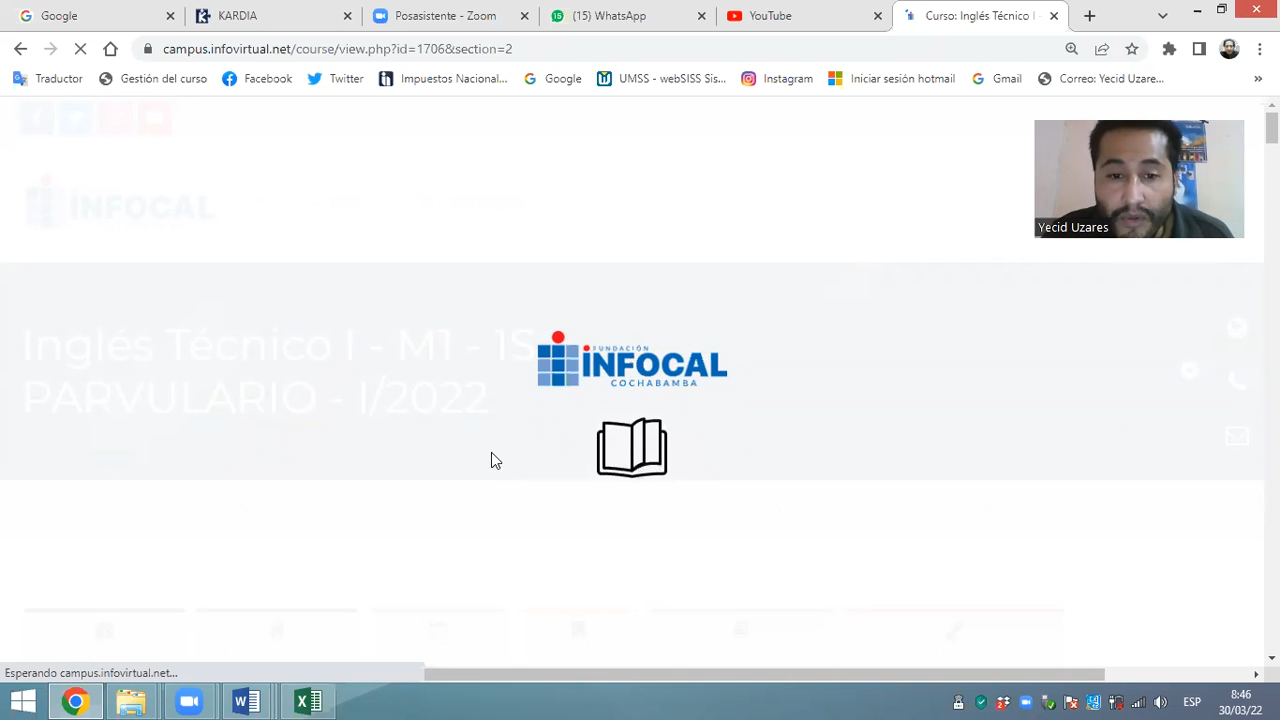 Google
KARDIA
Posasistente - Zoom
(15) WhatsApp
YouTube
Curso: Inglés Técnico I -
campus.infovirtual.net/course/view.php?id=1706&section=2
Traductor
Gestión del curso
Facebook
Twitter
Impuestos Nacional...
Google
UMSS - webSISS Sis...
Instagram
Iniciar sesión hotmail
Gmail
Correo: Yecid Uzare...
»
INFOCAL
Yecid Uzares
Inglés Técnico I - M1 - 1S
PARVULARIO - I/2022
FUNDACIÓN
INFOCAL
COCHABAMBA
Esperando campus.infovirtual.net...
ESP
8:46
30/03/22